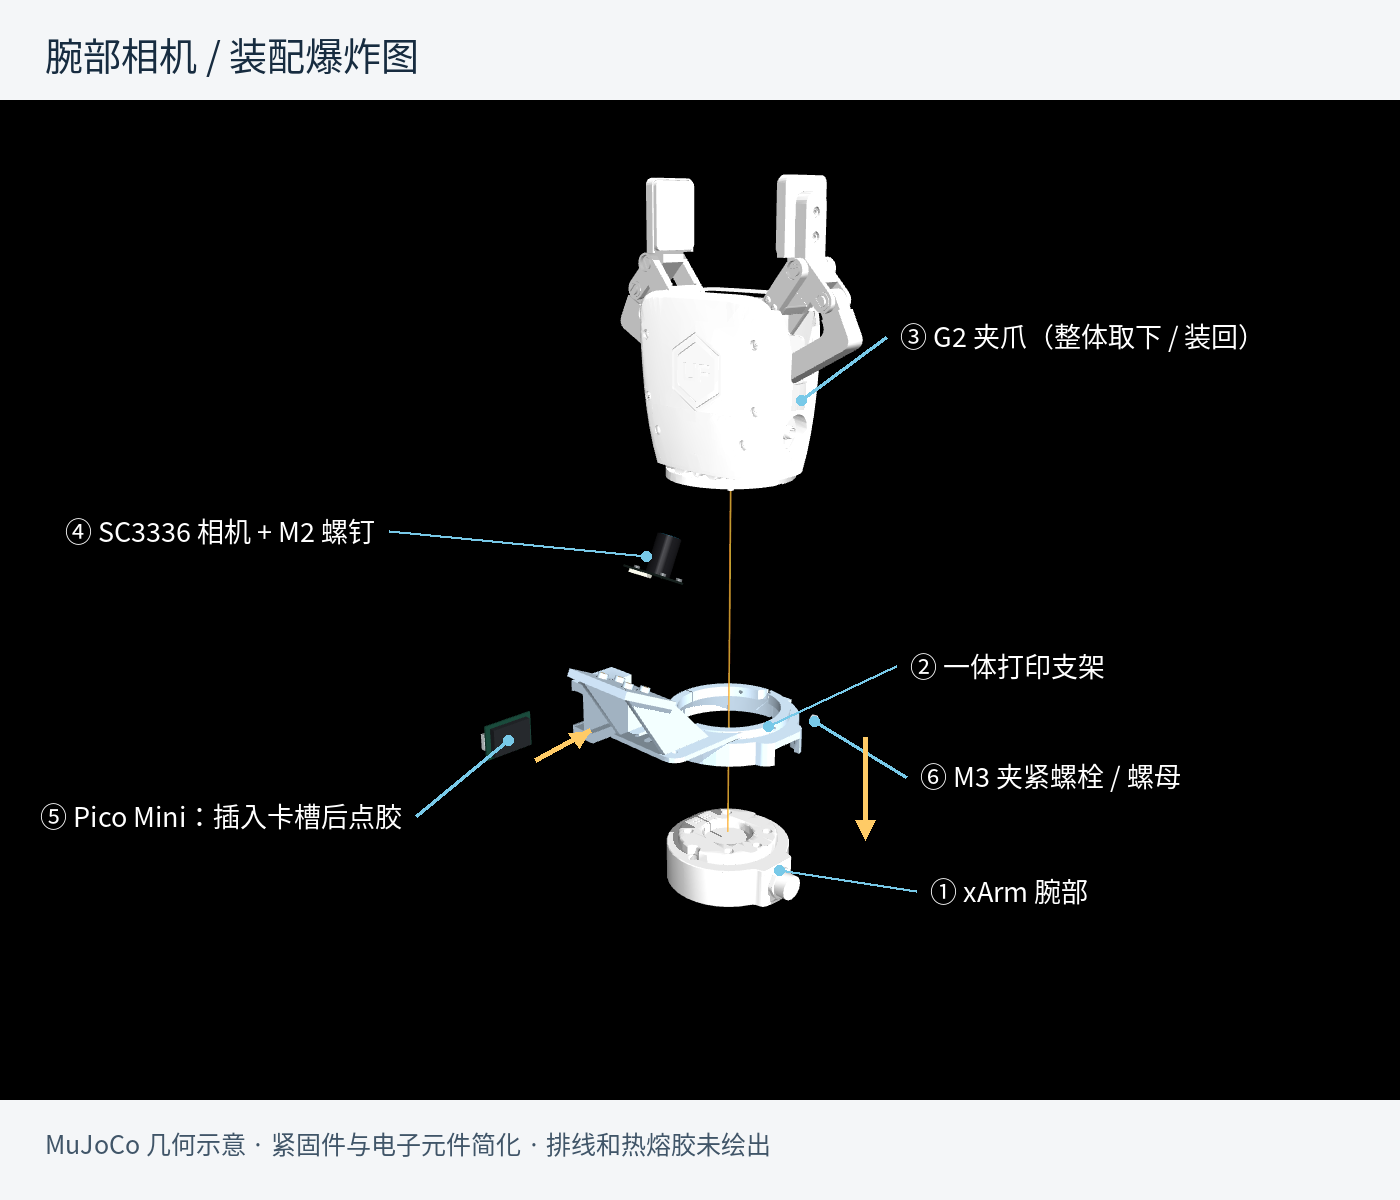 腕部相机 / 装配爆炸图
③ G2 夹爪（整体取下 / 装回）
④ SC3336 相机 + M2 螺钉
② 一体打印支架
⑥ M3 夹紧螺栓 / 螺母
⑤ Pico Mini：插入卡槽后点胶
① xArm 腕部
MuJoCo 几何示意 · 紧固件与电子元件简化 · 排线和热熔胶未绘出